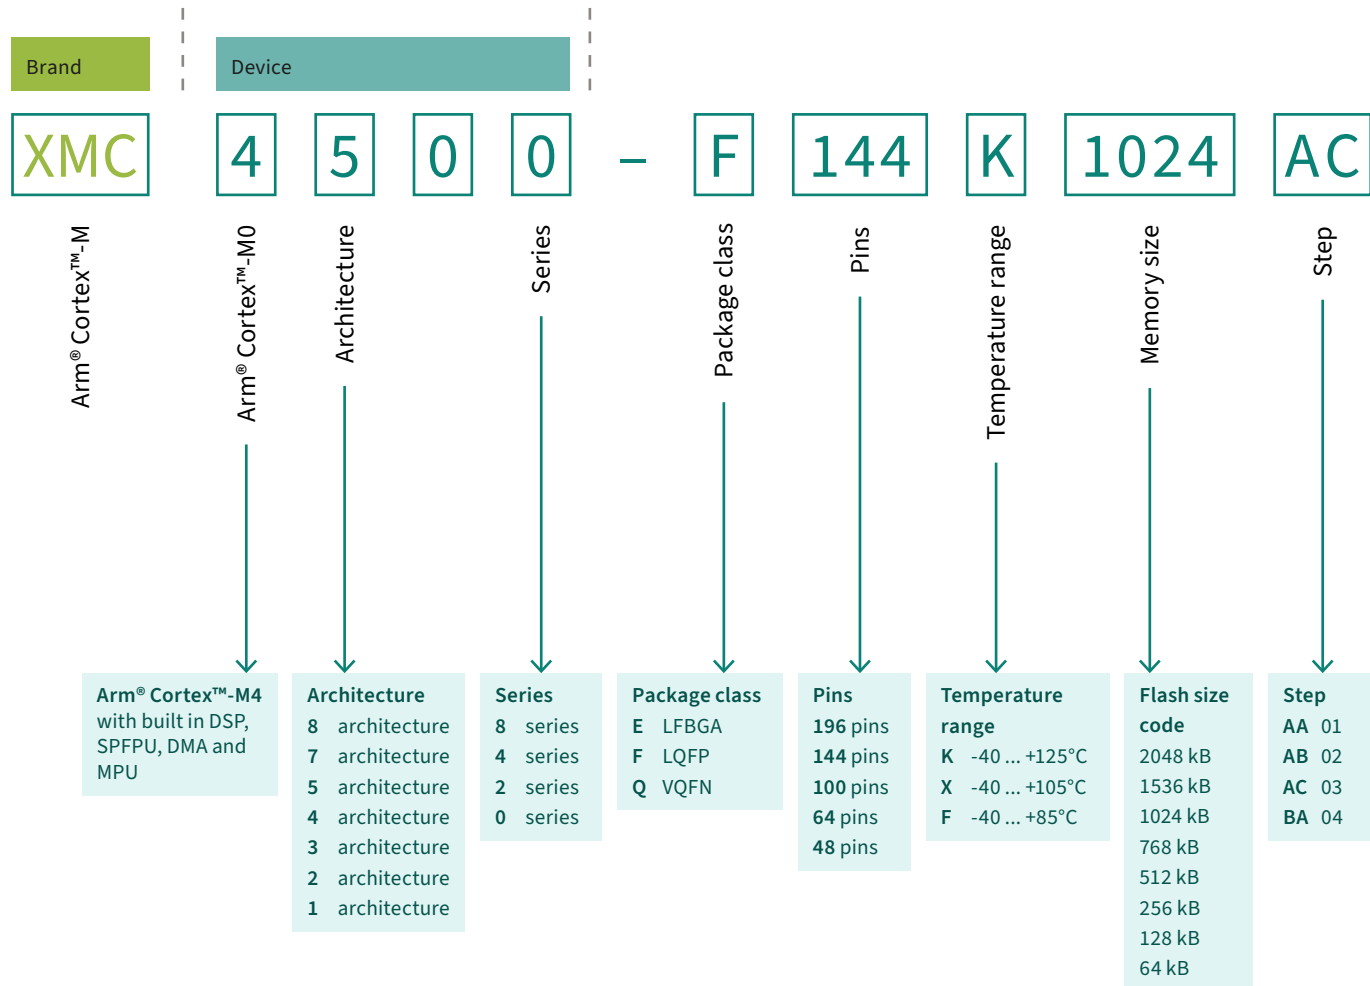 Brand
Device
XMC 4 5 0 0 – F 144 K 1024 AC
Arm® Cortex™-M
Arm® Cortex™-M0
Architecture
Series
Package class
Pins
Temperature range
Memory size
Step
Arm® Cortex™-M4
with built in DSP,
SPFPU, DMA and
MPU
Architecture
8 architecture
7 architecture
5 architecture
4 architecture
3 architecture
2 architecture
1 architecture
Series
8 series
4 series
2 series
0 series
Package class
E LFBGA
F LQFP
Q VQFN
Pins
196 pins
144 pins
100 pins
64 pins
48 pins
Temperature
range
K -40 ... +125°C
X -40 ... +105°C
F -40 ... +85°C
Flash size
code
2048 kB
1536 kB
1024 kB
768 kB
512 kB
256 kB
128 kB
64 kB
Step
AA 01
AB 02
AC 03
BA 04